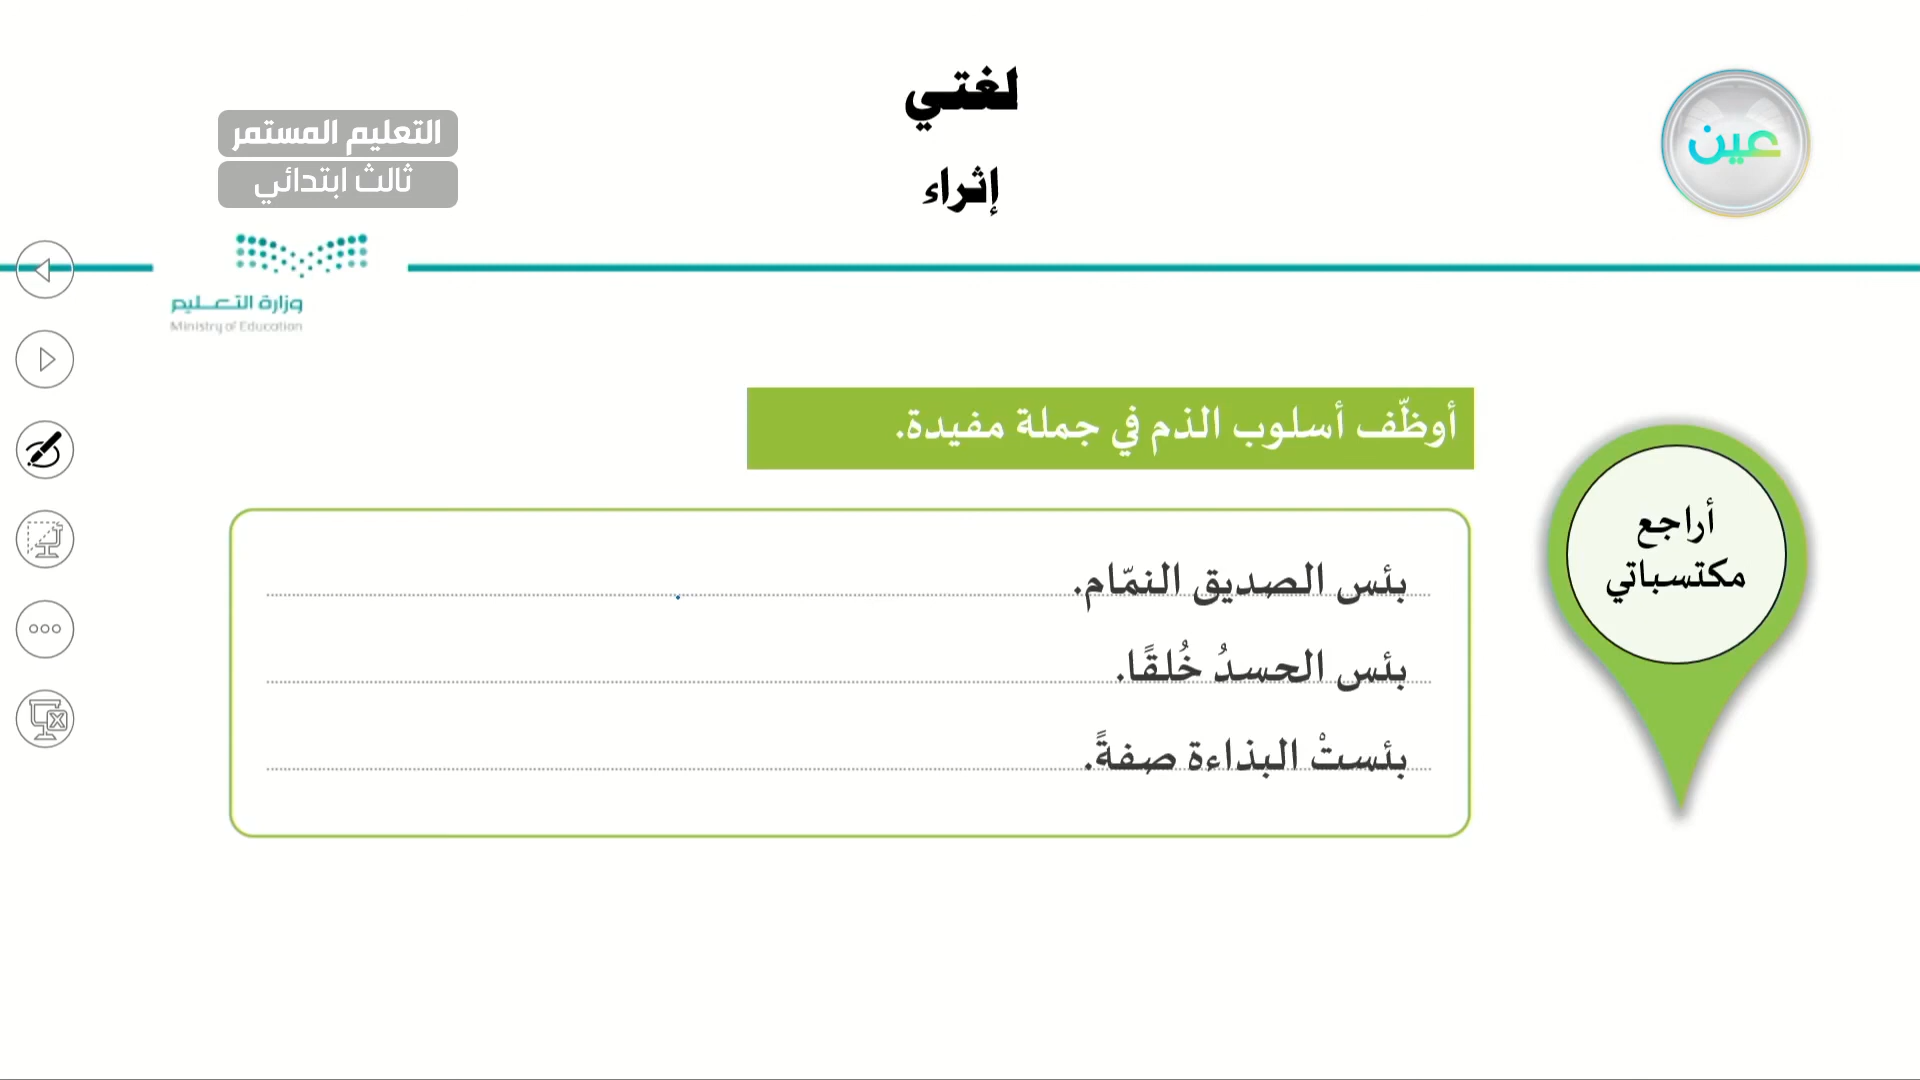 لغتي
إثراء
التعليم المستمر
ثالث ابتدائي
عين
وزارة التعليم
Ministry of Education
أوظّف أسلوب الذم في جملة مفيدة.
أراجع
مكتسباتي
بئس الصديق النمّام.
بئس الحسدُ خُلقًا.
بئستْ البذاءة صفةً.